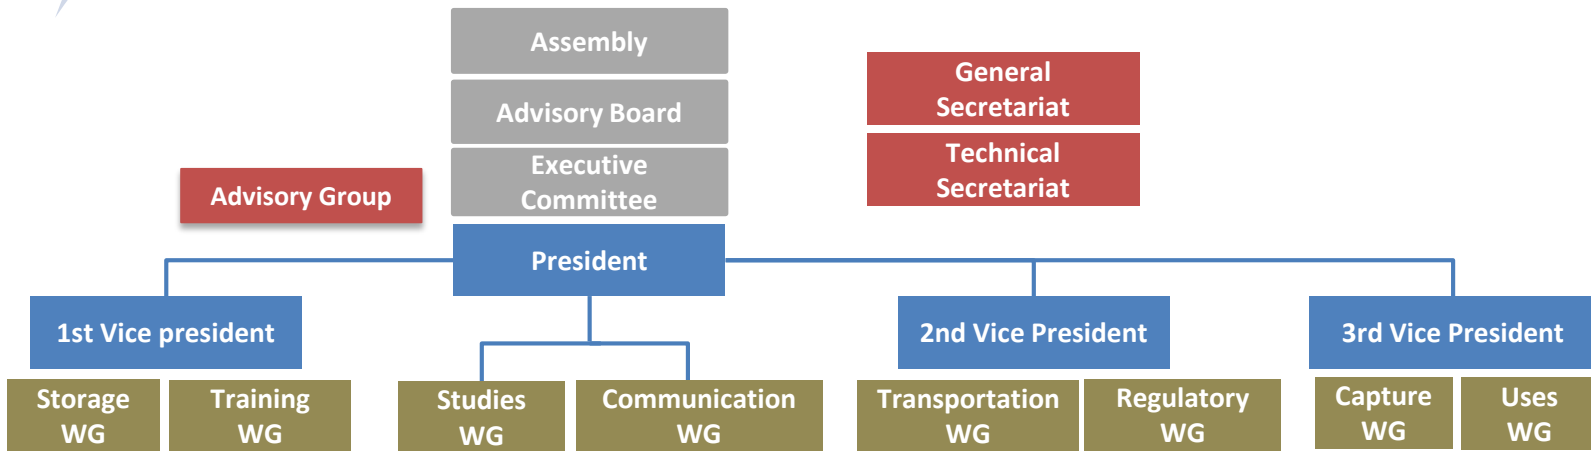 Assembly
General
Secretariat
Advisory Board
Technical
Secretariat
Executive
Committee
Advisory Group
President
1st Vice president
2nd Vice President
3rd Vice President
Storage
WG
Training
WG
Studies
WG
Communication
WG
Transportation
WG
Regulatory
WG
Capture
WG
Uses
WG